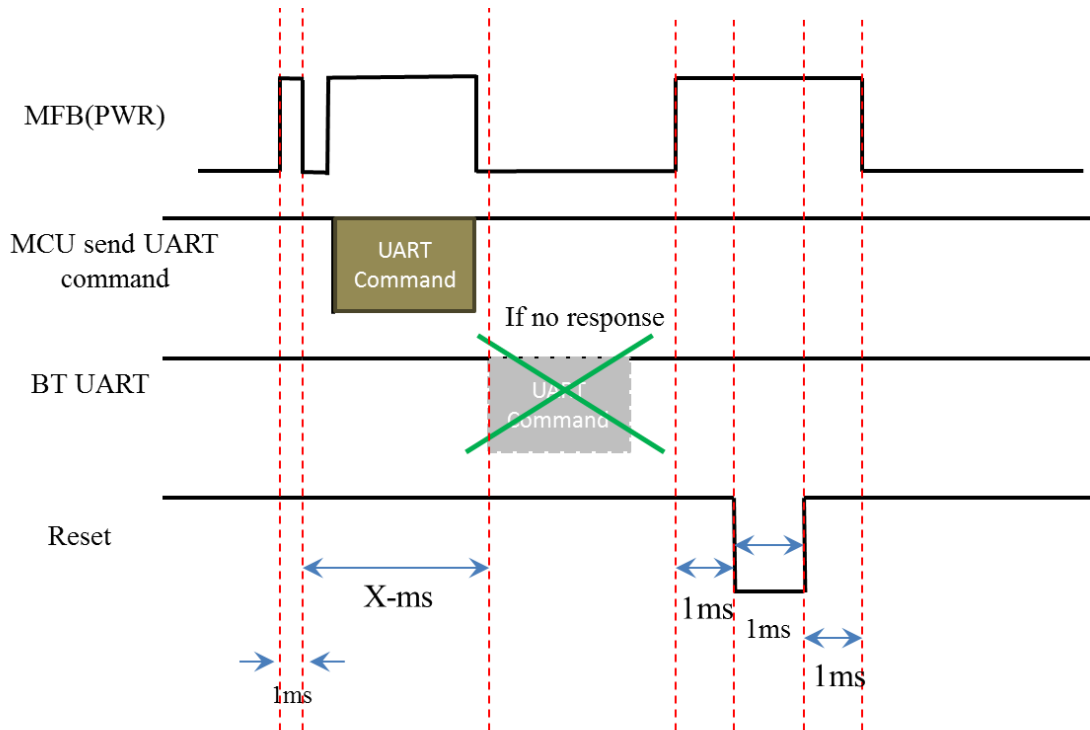 MFB(PWR)
MCU send UART
command
UART
Command
If no response
BT UART
UART
Command
Reset
X-ms
1ms
1ms
1ms
1ms